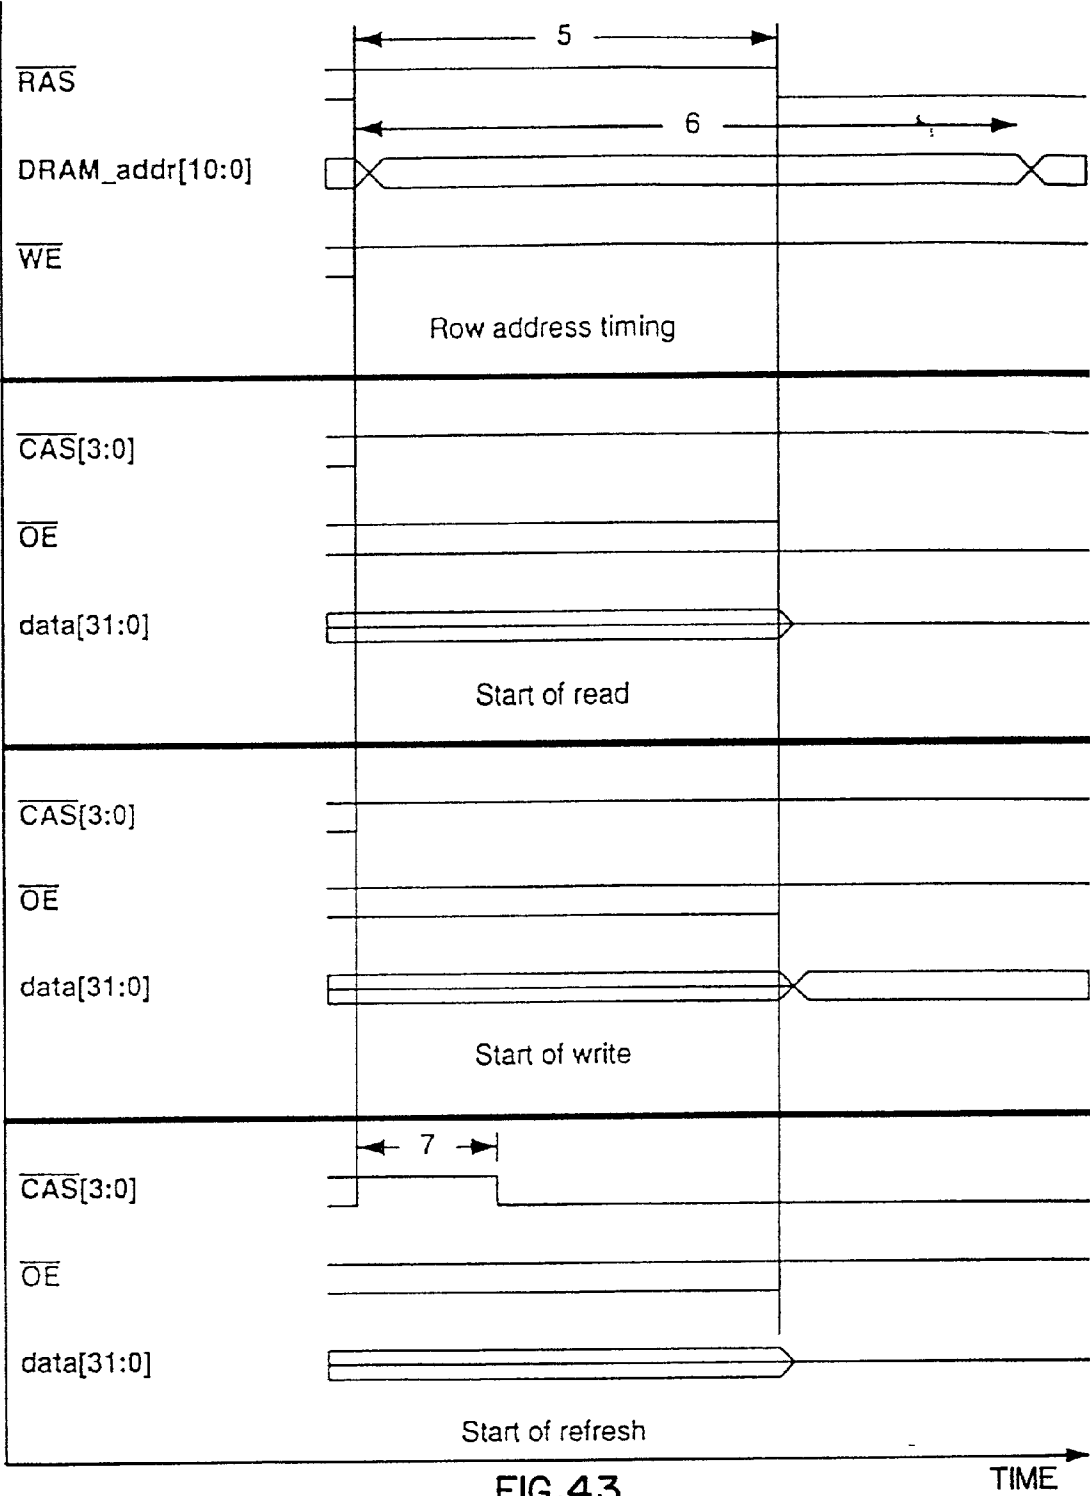 5
RAS
6
DRAM_addr[10:0]
WE
Row address timing
CAS[3:0]
OE
data[31:0]
Start of read
CAS[3:0]
OE
data[31:0]
Start of write
7
CAS[3:0]
OE
data[31:0]
Start of refresh
TIME
FIG.43